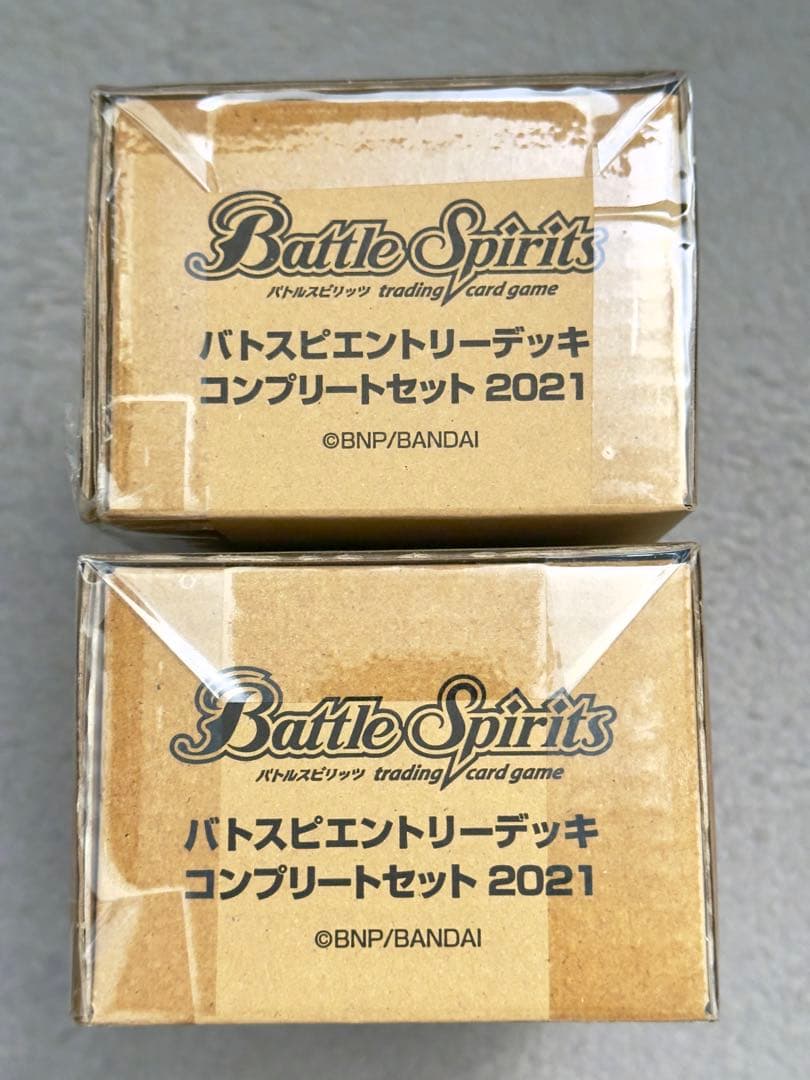 Battle Spirits
バトルスピリッツ trading card game
バトスピエントリーデッキ
コンプリートセット 2021
©BNP/BANDAI
Battle Spirits
バトルスピリッツ trading card game
バトスピエントリーデッキ
コンプリートセット 2021
©BNP/BANDAI